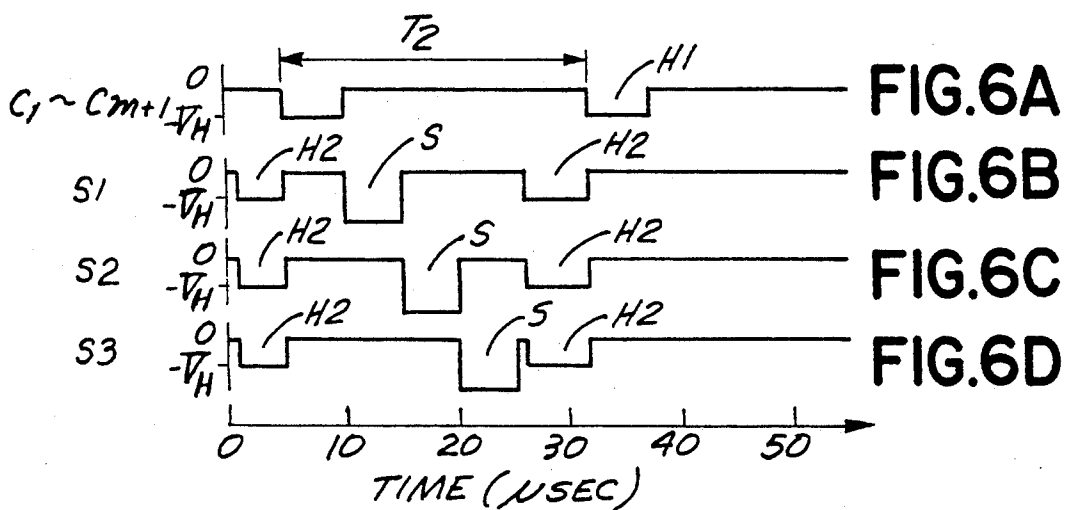 T2
0
H1
C1 ~ Cm+1
-VH
FIG.6A
H2
S
H2
0
S1
-VH
FIG.6B
H2
S
H2
0
S2
-VH
FIG.6C
H2
S
H2
0
S3
-VH
FIG.6D
0 10 20 30 40 50
TIME (μSEC)